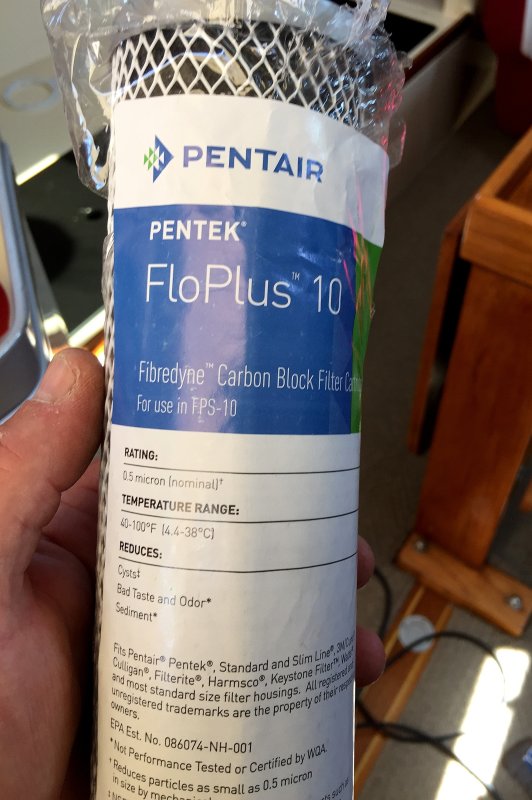 PENTAIR
PENTEK®
FloPlus™ 10
Fibredyne™ Carbon Block Filter
For use in FPS-10
RATING:
0.5 micron (nominal)†
TEMPERATURE RANGE:
40-100°F (4.4-38°C)
REDUCES:
Cysts‡
Bad Taste and Odor*
Sediment*
Fits Pentair® Pentek®, Standard and Slim Line®,
Culligan®, Filterite®, Harmsco®, Keystone Filter™
and most standard size filter housings. All registered and
unregistered trademarks are the property of their
owners.
EPA Est. No. 086074-NH-001
*Not Performance Tested or Certified by WQA.
†Reduces particles as small as 0.5 micron
in size by